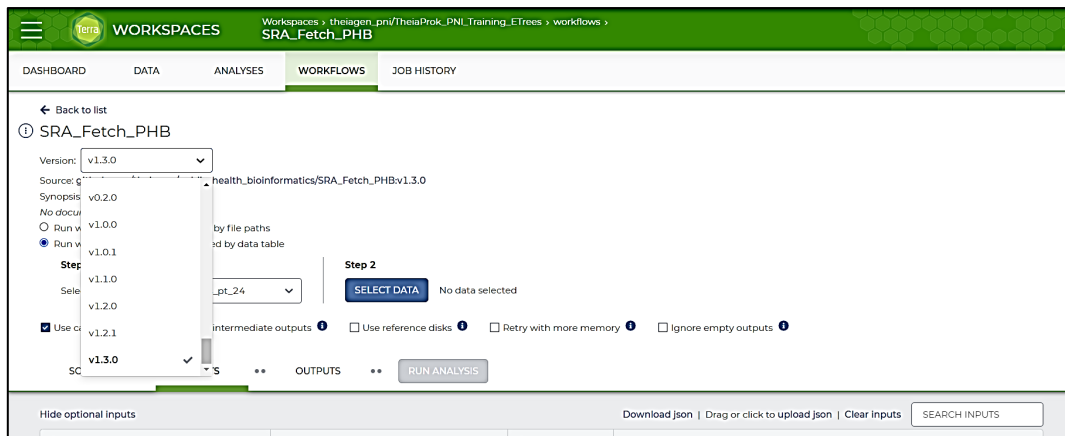 Terra WORKSPACES
Workspaces > theiagen_pni/TheiaProk_PNI_Training_ETrees > workflows >
SRA_Fetch_PHB
DASHBOARD DATA ANALYSES WORKFLOWS JOB HISTORY
Back to list
SRA_Fetch_PHB
Version: v1.3.0
health_bioinformatics/SRA_Fetch_PHB:v1.3.0
Synopsis
v0.2.0
No docu
v1.0.0
Run w by file paths
Run w ed by data table
v1.0.1
Step Step 2
v1.1.0
Sele _pt_24 SELECT DATA No data selected
v1.2.0
Use ca intermediate outputs Use reference disks Retry with more memory Ignore empty outputs
v1.2.1
v1.3.0
SC TS OUTPUTS RUN ANALYSIS
Hide optional inputs Download json | Drag or click to upload json | Clear inputs SEARCH INPUTS